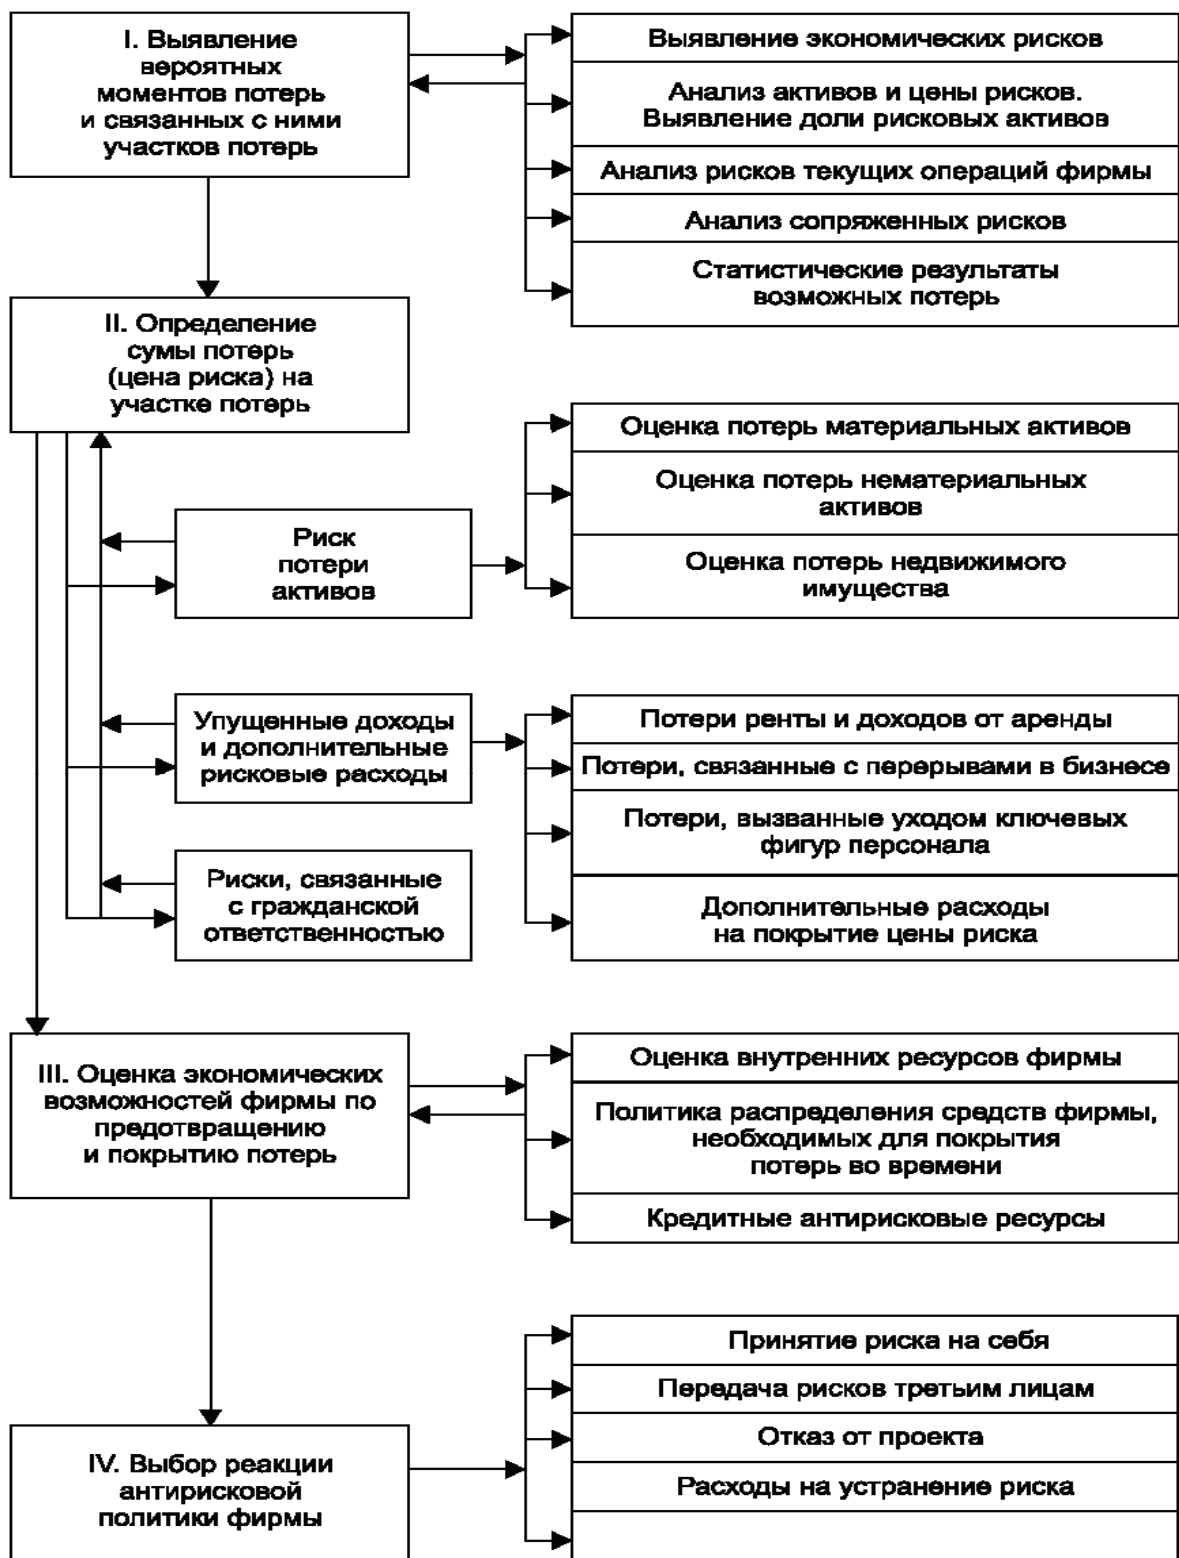 I. Выявление
вероятных
моментов потерь
и связанных с ними
участков потерь
Выявление экономических рисков
Анализ активов и цены рисков.
Выявление доли рисковых активов
Анализ рисков текущих операций фирмы
Анализ сопряженных рисков
Статистические результаты
возможных потерь
II. Определение
сумы потерь
(цена риска) на
участке потерь
Риск
потери
активов
Оценка потерь материальных активов
Оценка потерь нематериальных
активов
Оценка потерь недвижимого
имущества
Упущенные доходы
и дополнительные
рисковые расходы
Потери ренты и доходов от аренды
Потери, связанные с перерывами в бизнесе
Потери, вызванные уходом ключевых
фигур персонала
Дополнительные расходы
на покрытие цены риска
Риски, связанные
с гражданской
ответственностью
III. Оценка экономических
возможностей фирмы по
предотвращению
и покрытию потерь
Оценка внутренних ресурсов фирмы
Политика распределения средств фирмы,
необходимых для покрытия
потерь во времени
Кредитные антирисковые ресурсы
IV. Выбор реакции
антирисковой
политики фирмы
Принятие риска на себя
Передача рисков третьим лицам
Отказ от проекта
Расходы на устранение риска